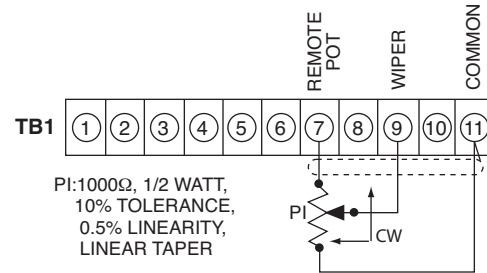 REMOTE
POT
WIPER
COMMON
TB1 1 2 3 4 5 6 7 8 9 10 11
PI:1000Ω, 1/2 WATT,
10% TOLERANCE,
0.5% LINEARITY,
LINEAR TAPER
PI
CW